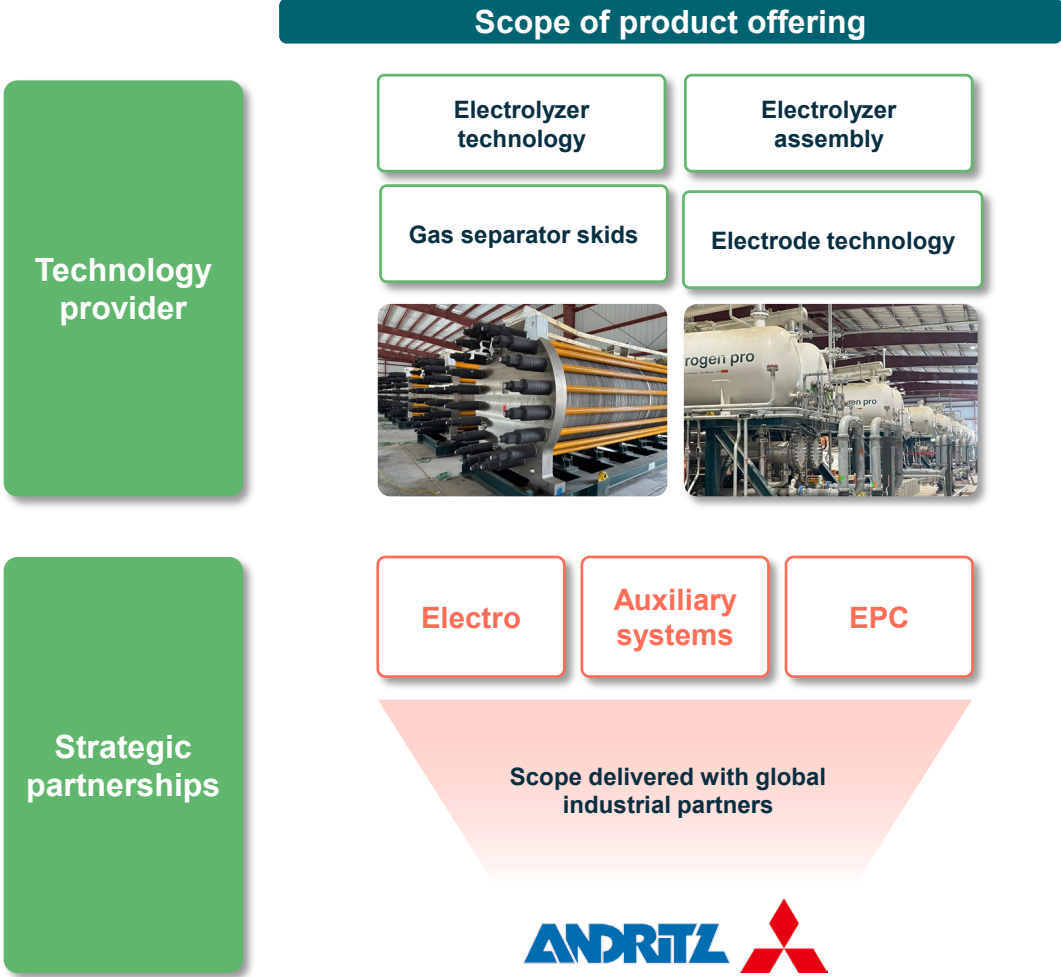 Scope of product offering
Technology
provider
Electrolyzer
technology
Electrolyzer
assembly
Gas separator skids
Electrode technology
rogen pro
gen pro
Strategic
partnerships
Electro
Auxiliary
systems
EPC
Scope delivered with global
industrial partners
ANDRITZ